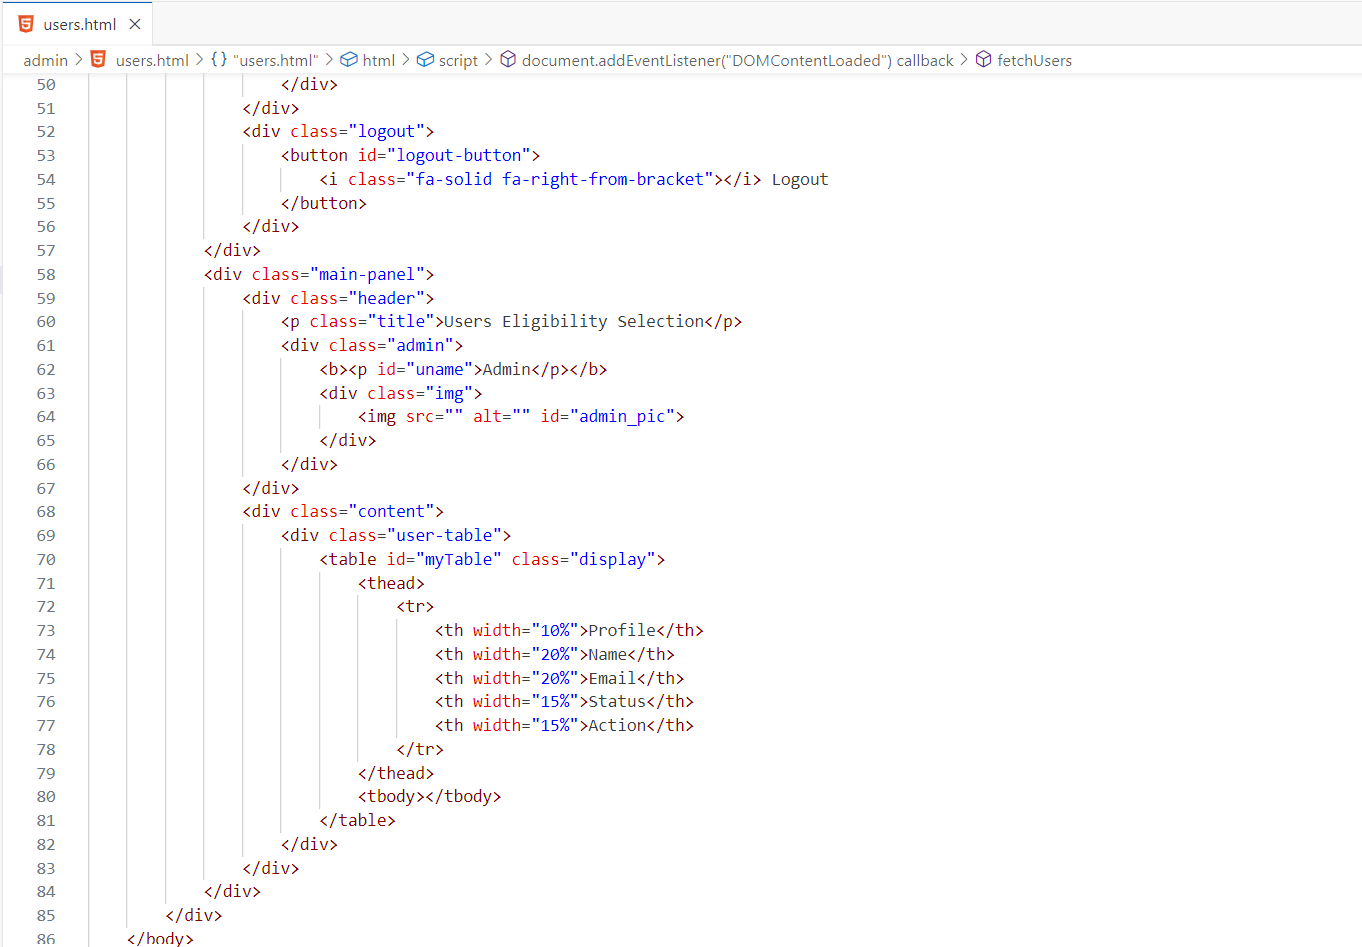 users.html
admin > users.html > {} "users.html" > html > script > document.addEventListener("DOMContentLoaded") callback > fetchUsers
50 </div>
51 </div>
52 <div class="logout">
53 <button id="logout-button">
54 <i class="fa-solid fa-right-from-bracket"></i> Logout
55 </button>
56 </div>
57 </div>
58 <div class="main-panel">
59 <div class="header">
60 <p class="title">Users Eligibility Selection</p>
61 <div class="admin">
62 <b><p id="uname">Admin</p></b>
63 <div class="img">
64 <img src="" alt="" id="admin_pic">
65 </div>
66 </div>
67 </div>
68 <div class="content">
69 <div class="user-table">
70 <table id="myTable" class="display">
71 <thead>
72 <tr>
73 <th width="10%">Profile</th>
74 <th width="20%">Name</th>
75 <th width="20%">Email</th>
76 <th width="15%">Status</th>
77 <th width="15%">Action</th>
78 </tr>
79 </thead>
80 <tbody></tbody>
81 </table>
82 </div>
83 </div>
84 </div>
85 </div>
86 </body>